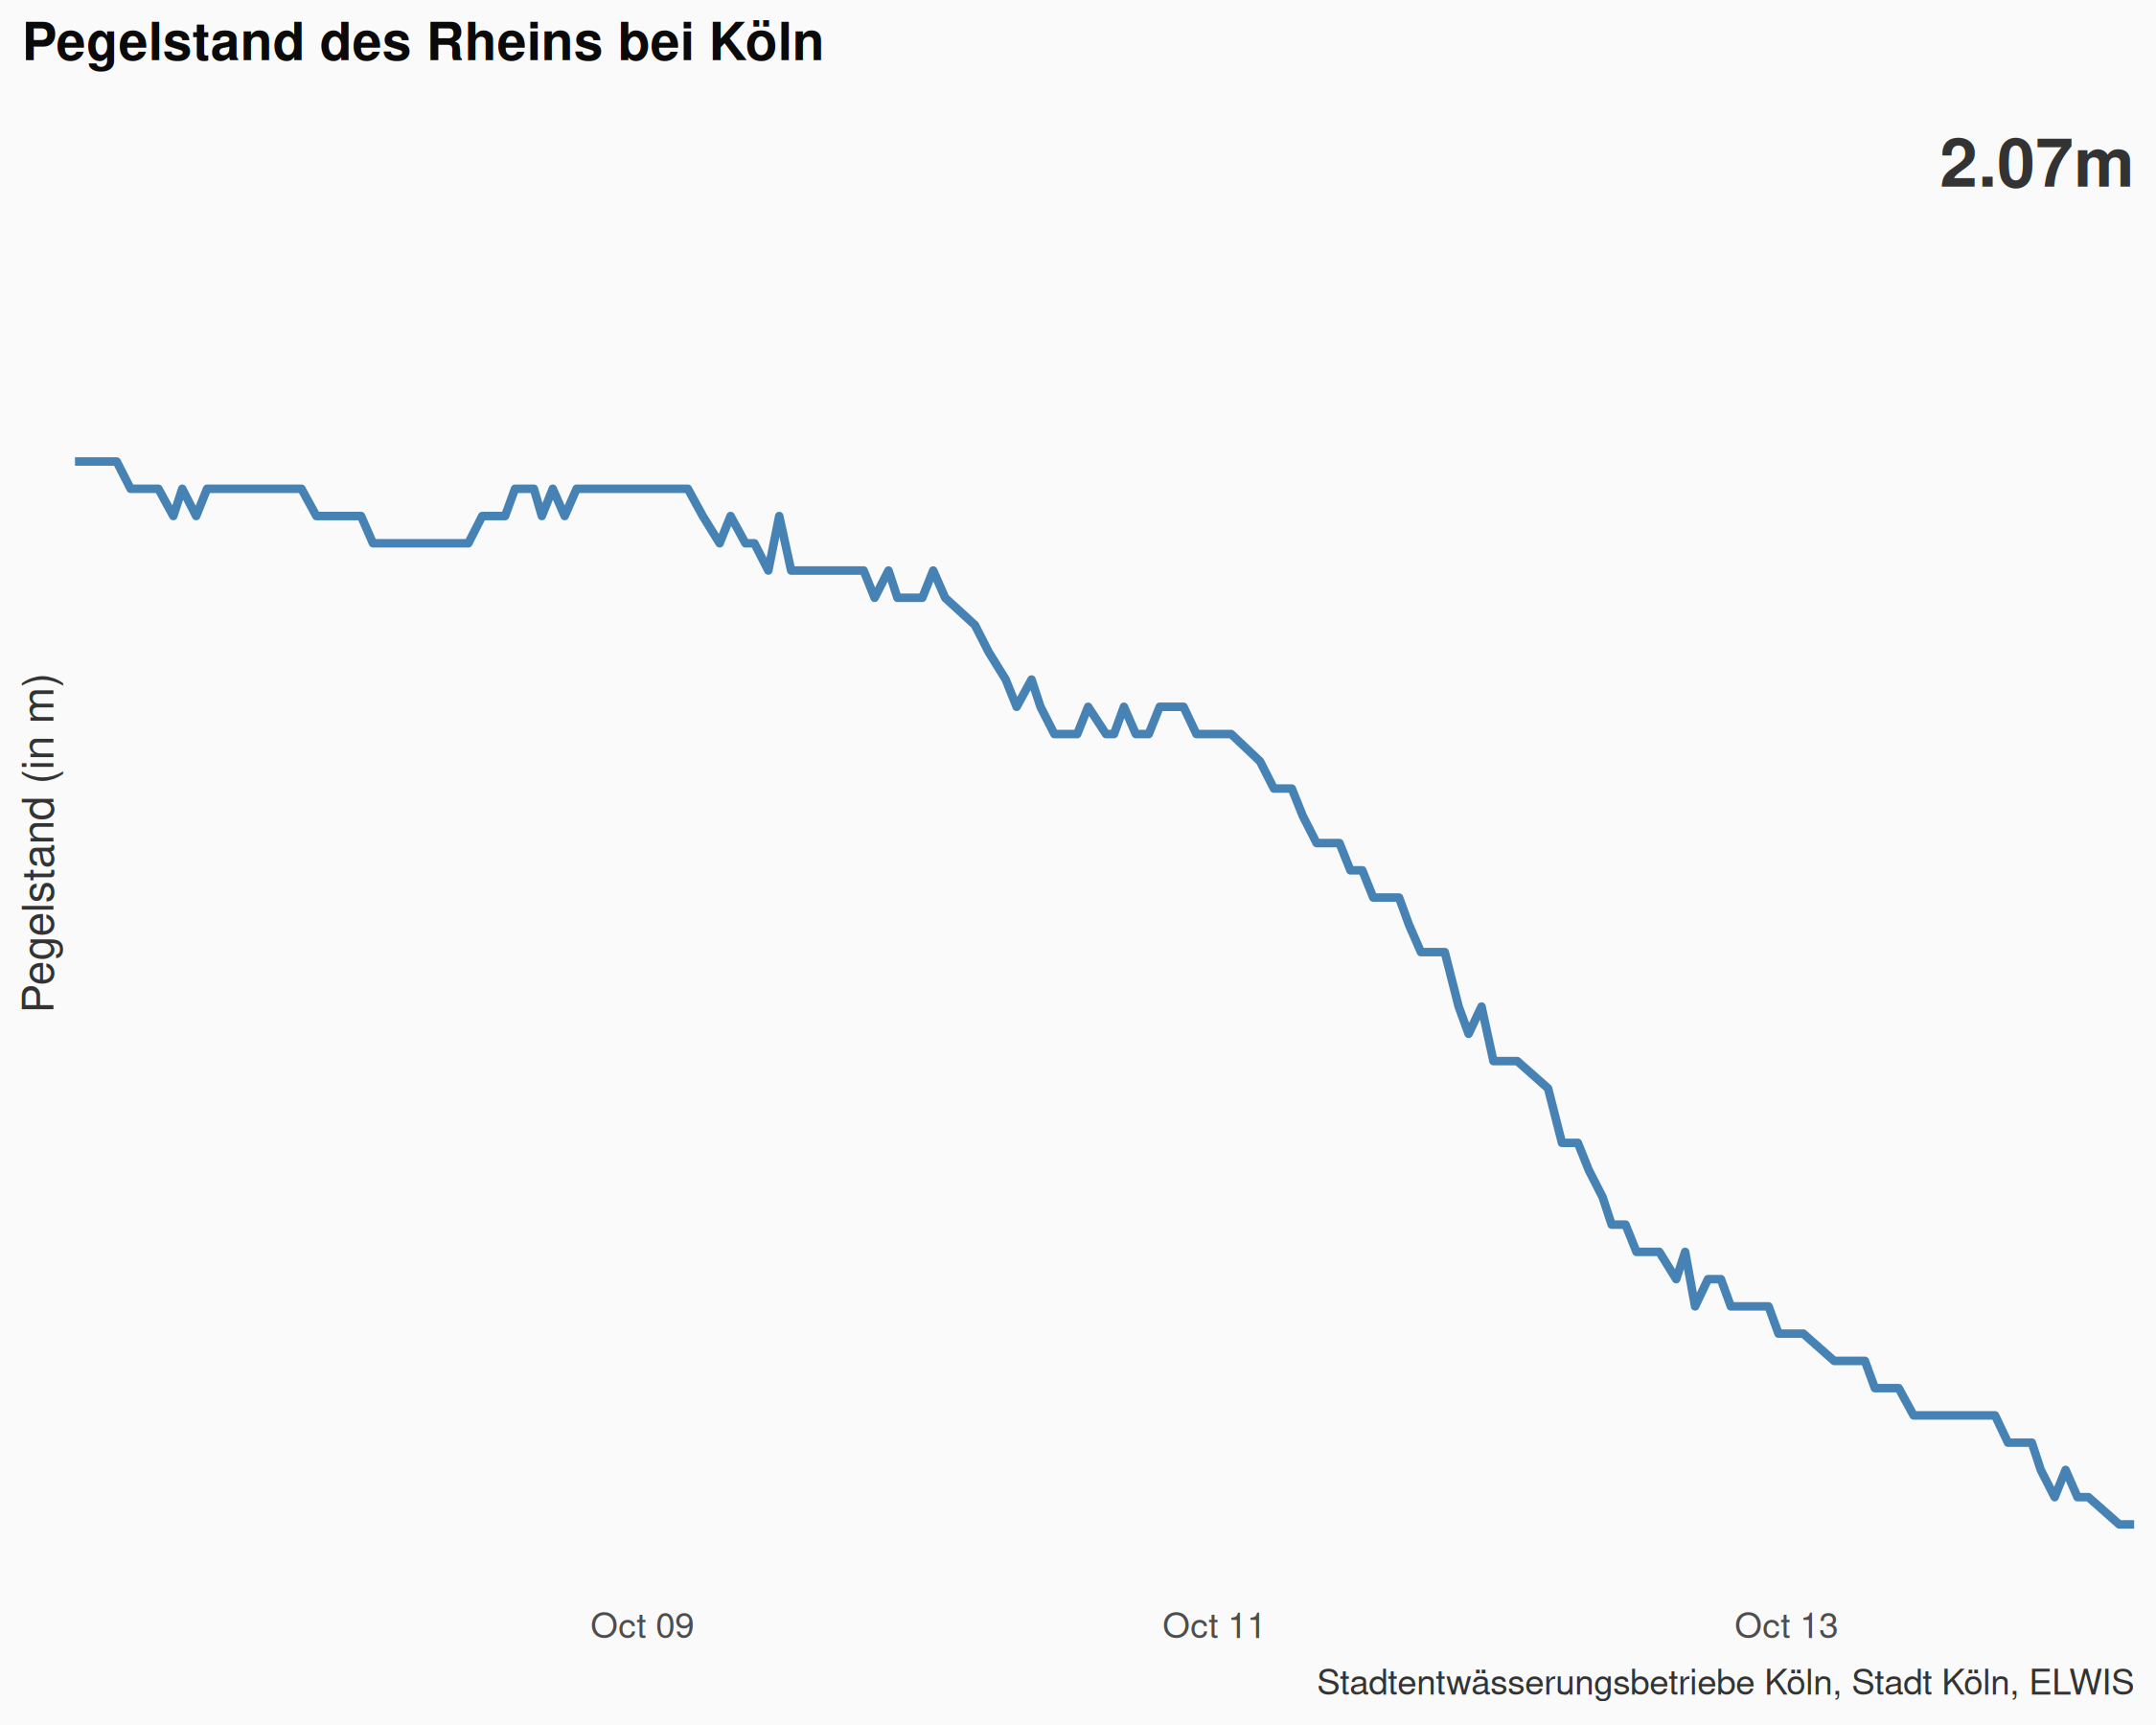 Pegelstand des Rheins bei Köln
2.07m
Pegelstand (in m)
Oct 09
Oct 11
Oct 13
Stadtentwässerungsbetriebe Köln, Stadt Köln, ELWIS